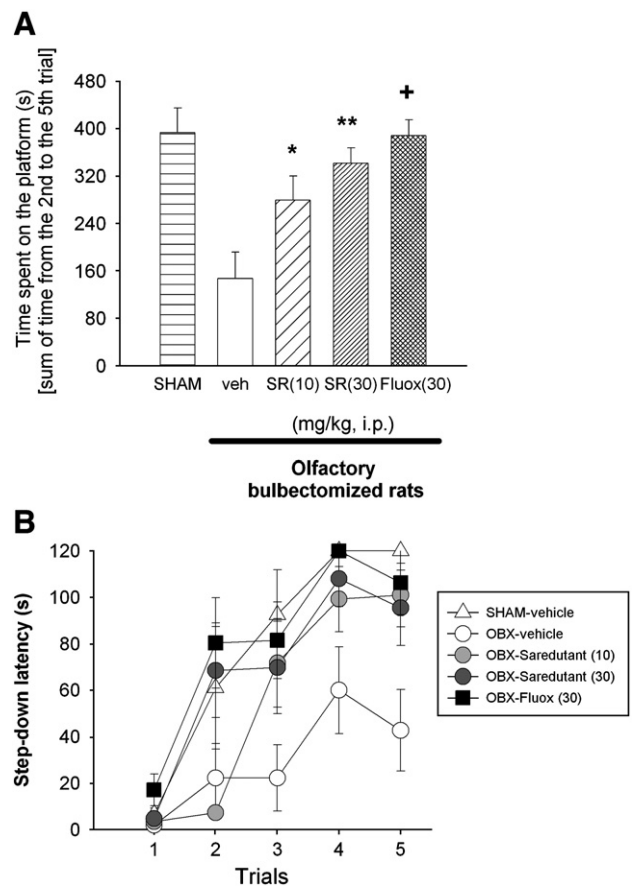 A
Time spent on the platform (s)
[sum of time from the 2nd to the 5th trial]
480
400
320
240
160
80
0
*
**
+
SHAM veh SR(10) SR(30) Fluox(30)
(mg/kg, i.p.)
Olfactory
bulbectomized rats
B
Step-down latency (s)
120
100
80
60
40
20
0
1 2 3 4 5
Trials
SHAM-vehicle
OBX-vehicle
OBX-Saredutant (10)
OBX-Saredutant (30)
OBX-Fluox (30)